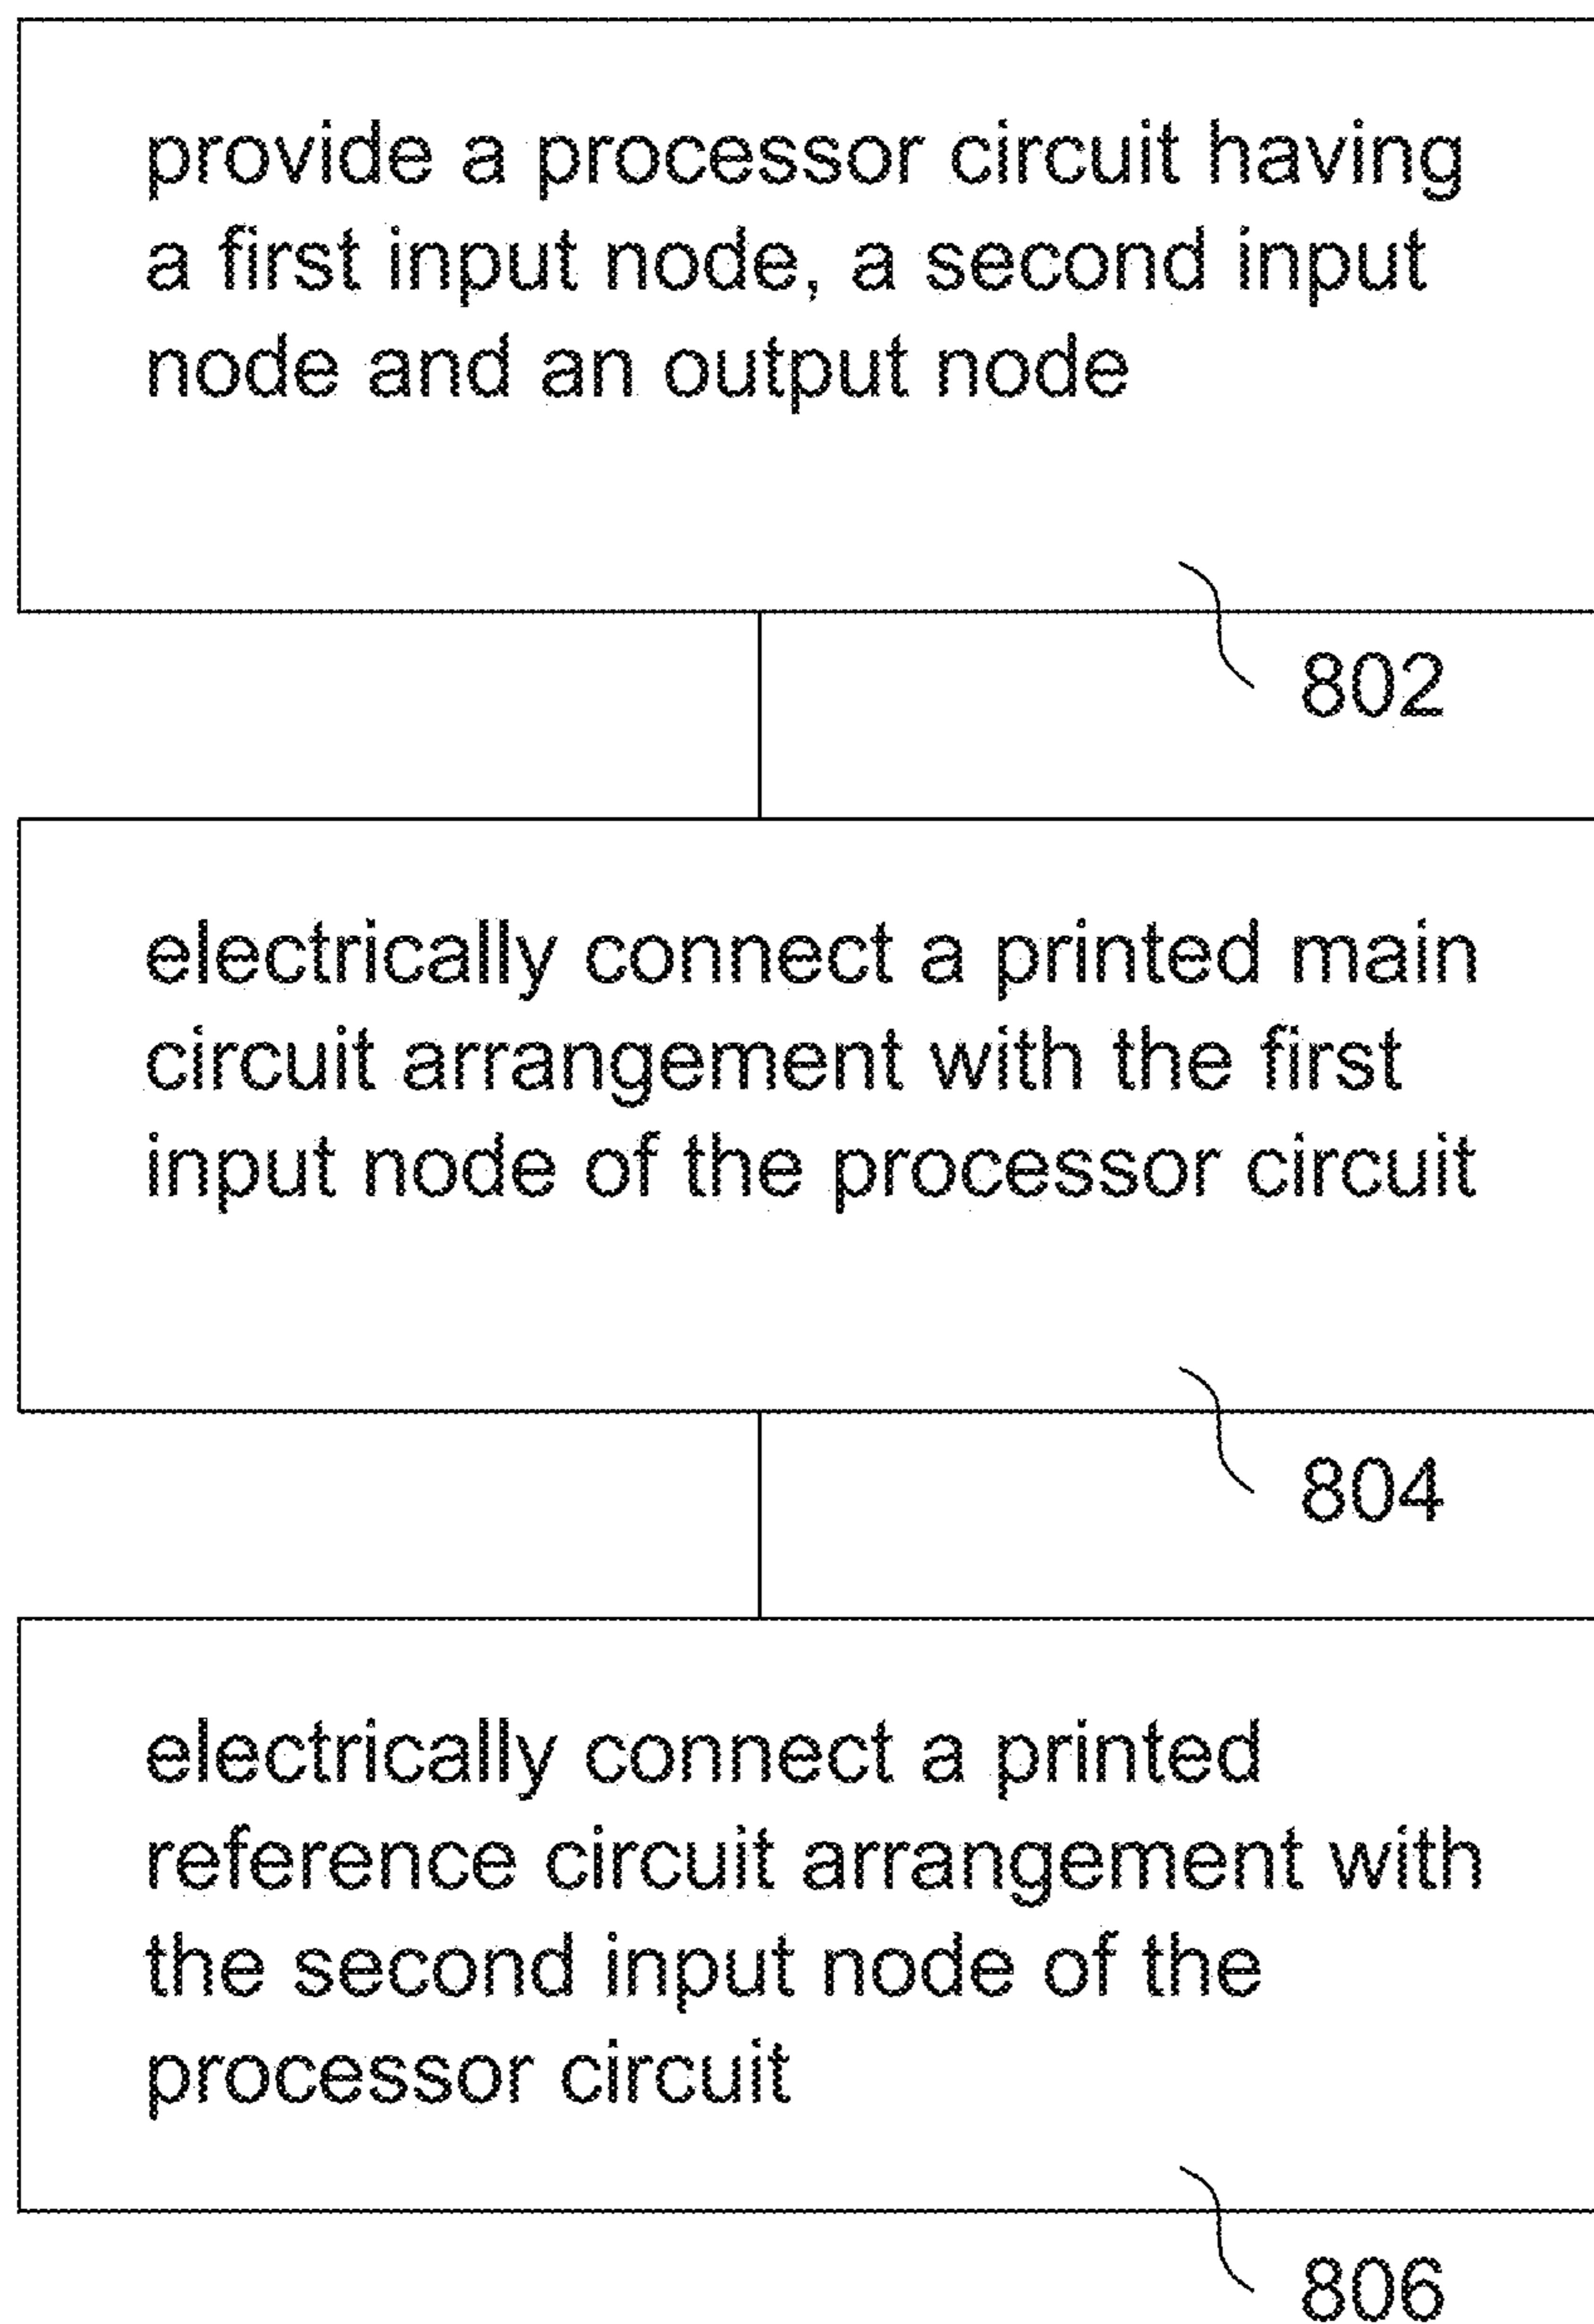 provide a processor circuit having
a first input node, a second input
node and an output node
802
electrically connect a printed main
circuit arrangement with the first
input node of the processor circuit
804
electrically connect a printed
reference circuit arrangement with
the second input node of the
processor circuit
806